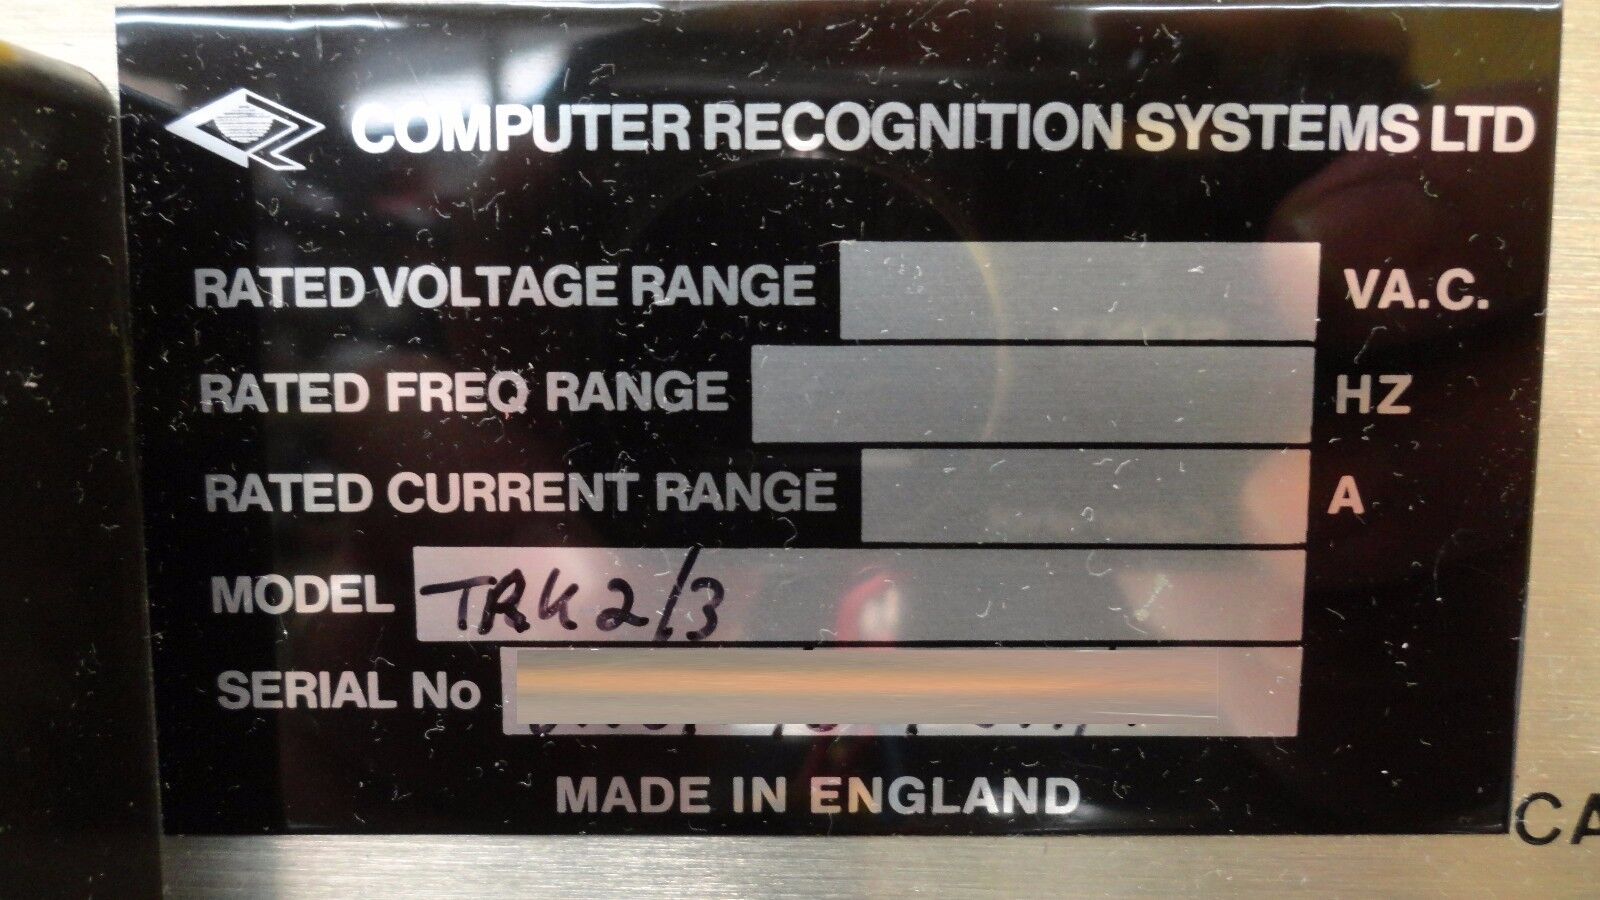 COMPUTER RECOGNITION SYSTEMS LTD
RATED VOLTAGE RANGE VA.C.
RATED FREQ RANGE HZ
RATED CURRENT RANGE A
MODEL TRK 2/3
SERIAL No
MADE IN ENGLAND
CA